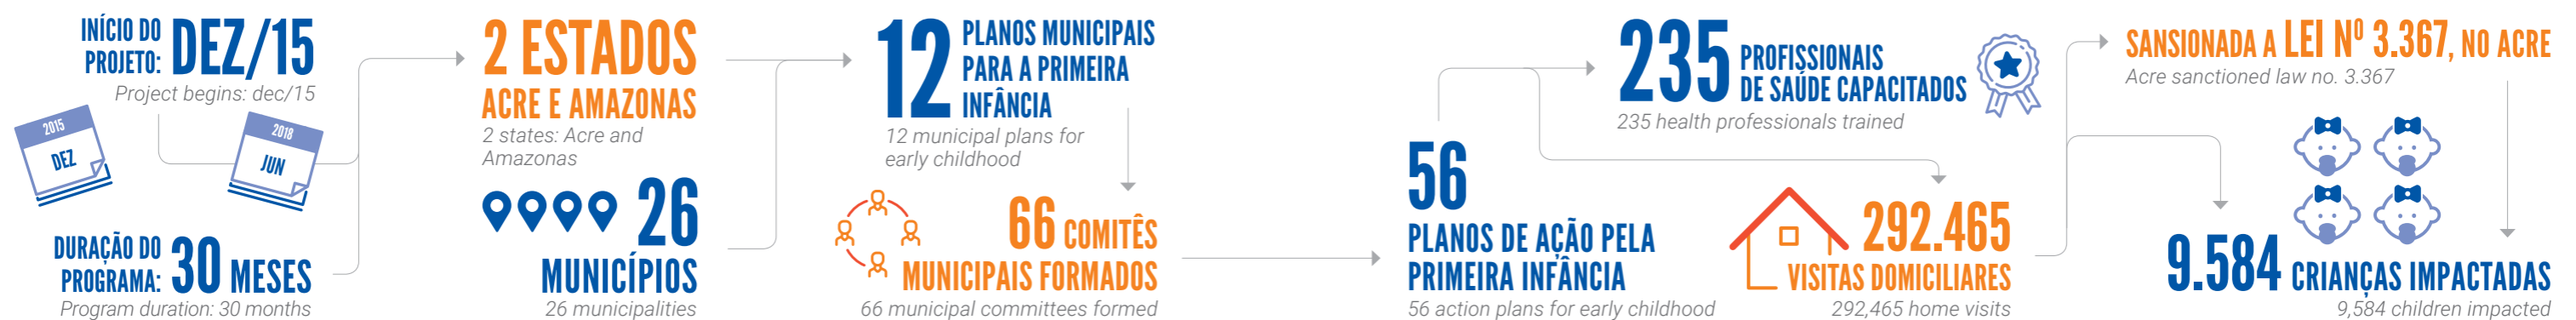 INÍCIO DO
PROJETO: DEZ/15
Project begins: dec/15
2015
DEZ
2018
JUN
DURAÇÃO DO
PROGRAMA: 30 MESES
Program duration: 30 months
2 ESTADOS
ACRE E AMAZONAS
2 states: Acre and
Amazonas
26
MUNICÍPIOS
26 municipalities
12 PLANOS MUNICIPAIS
PARA A PRIMEIRA
INFÂNCIA
12 municipal plans for
early childhood
66 COMITÊS
MUNICIPAIS FORMADOS
66 municipal committees formed
56
PLANOS DE AÇÃO PELA
PRIMEIRA INFÂNCIA
56 action plans for early childhood
235 PROFISSIONAIS
DE SAÚDE CAPACITADOS
235 health professionals trained
292.465
VISITAS DOMICILIARES
292,465 home visits
SANSIONADA A LEI Nº 3.367, NO ACRE
Acre sanctioned law no. 3.367
9.584 CRIANÇAS IMPACTADAS
9,584 children impacted